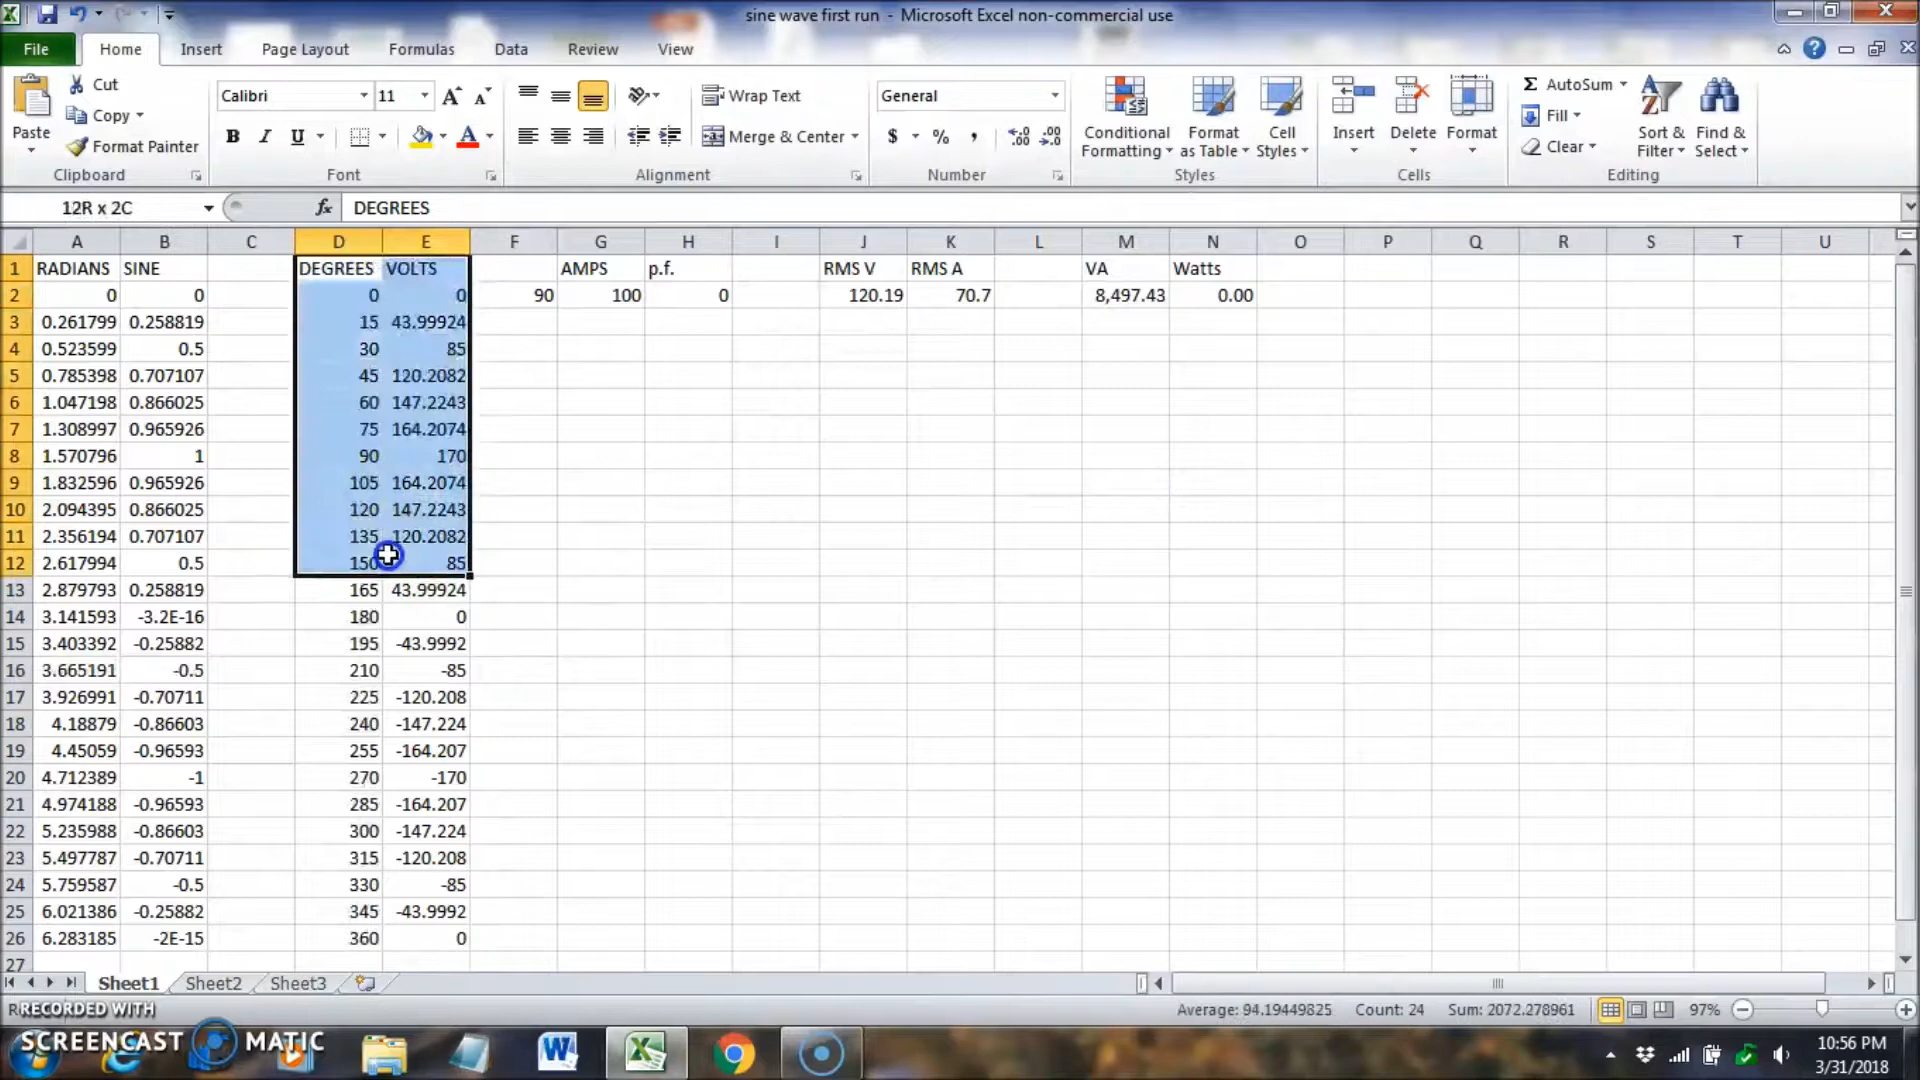 sine wave first run - Microsoft Excel non-commercial use
File Home Insert Page Layout Formulas Data Review View
Paste Cut Copy Format Painter
Calibri 11 B I U
Wrap Text Merge & Center
General $ % ,
Conditional Formatting Format as Table Cell Styles
Insert Delete Format
AutoSum Fill Clear Sort & Filter Find & Select
Clipboard Font Alignment Number Styles Cells Editing
12R x 2C fx DEGREES
A B C D E F G H I J K L M N O P Q R S T U
1 RADIANS SINE DEGREES VOLTS AMPS p.f. RMS V RMS A VA Watts
2 0 0 0 0 90 100 0 120.19 70.7 8,497.43 0.00
3 0.261799 0.258819 15 43.99924
4 0.523599 0.5 30 85
5 0.785398 0.707107 45 120.2082
6 1.047198 0.866025 60 147.2243
7 1.308997 0.965926 75 164.2074
8 1.570796 1 90 170
9 1.832596 0.965926 105 164.2074
10 2.094395 0.866025 120 147.2243
11 2.356194 0.707107 135 120.2082
12 2.617994 0.5 150 85
13 2.879793 0.258819 165 43.99924
14 3.141593 -3.2E-16 180 0
15 3.403392 -0.25882 195 -43.9992
16 3.665191 -0.5 210 -85
17 3.926991 -0.70711 225 -120.208
18 4.18879 -0.86603 240 -147.224
19 4.45059 -0.96593 255 -164.207
20 4.712389 -1 270 -170
21 4.974188 -0.96593 285 -164.207
22 5.235988 -0.86603 300 -147.224
23 5.497787 -0.70711 315 -120.208
24 5.759587 -0.5 330 -85
25 6.021386 -0.25882 345 -43.9992
26 6.283185 -2E-15 360 0
27
Sheet1 Sheet2 Sheet3
RECORDED WITH Average: 94.19449825 Count: 24 Sum: 2072.278961 97%
SCREENCAST MATIC 10:56 PM
3/31/2018